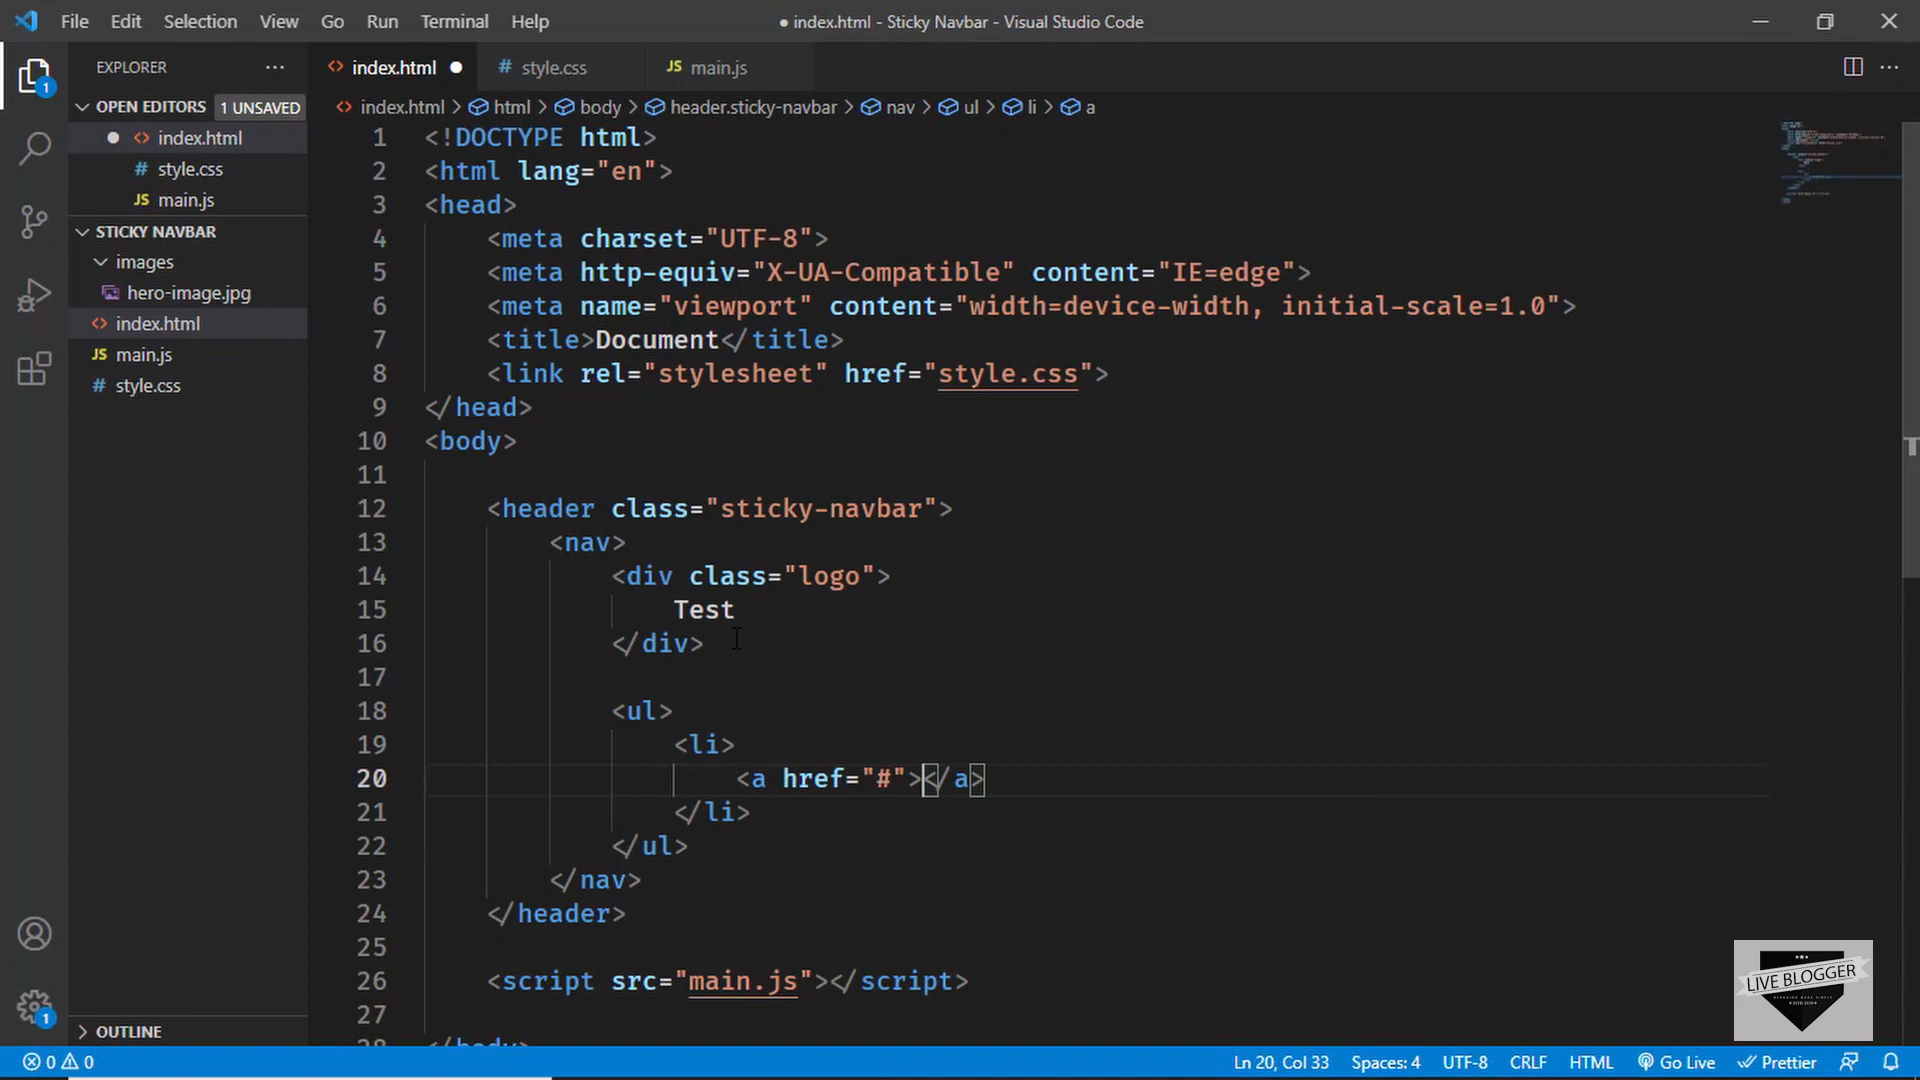 File Edit Selection View Go Run Terminal Help
● index.html - Sticky Navbar - Visual Studio Code
EXPLORER
OPEN EDITORS 1 UNSAVED
index.html
style.css
main.js
STICKY NAVBAR
images
hero-image.jpg
index.html
main.js
style.css
OUTLINE
1
1
index.html ● # style.css JS main.js
index.html > html > body > header.sticky-navbar > nav > ul > li > a
1 <!DOCTYPE html>
2 <html lang="en">
3 <head>
4 <meta charset="UTF-8">
5 <meta http-equiv="X-UA-Compatible" content="IE=edge">
6 <meta name="viewport" content="width=device-width, initial-scale=1.0">
7 <title>Document</title>
8 <link rel="stylesheet" href="style.css">
9 </head>
10 <body>
11
12 <header class="sticky-navbar">
13 <nav>
14 <div class="logo">
15 Test
16 </div>
17
18 <ul>
19 <li>
20 <a href="#"></a>
21 </li>
22 </ul>
23 </nav>
24 </header>
25
26 <script src="main.js"></script>
27
LIVE BLOGGER
0 0 Ln 20, Col 33 Spaces: 4 UTF-8 CRLF HTML Go Live Prettier